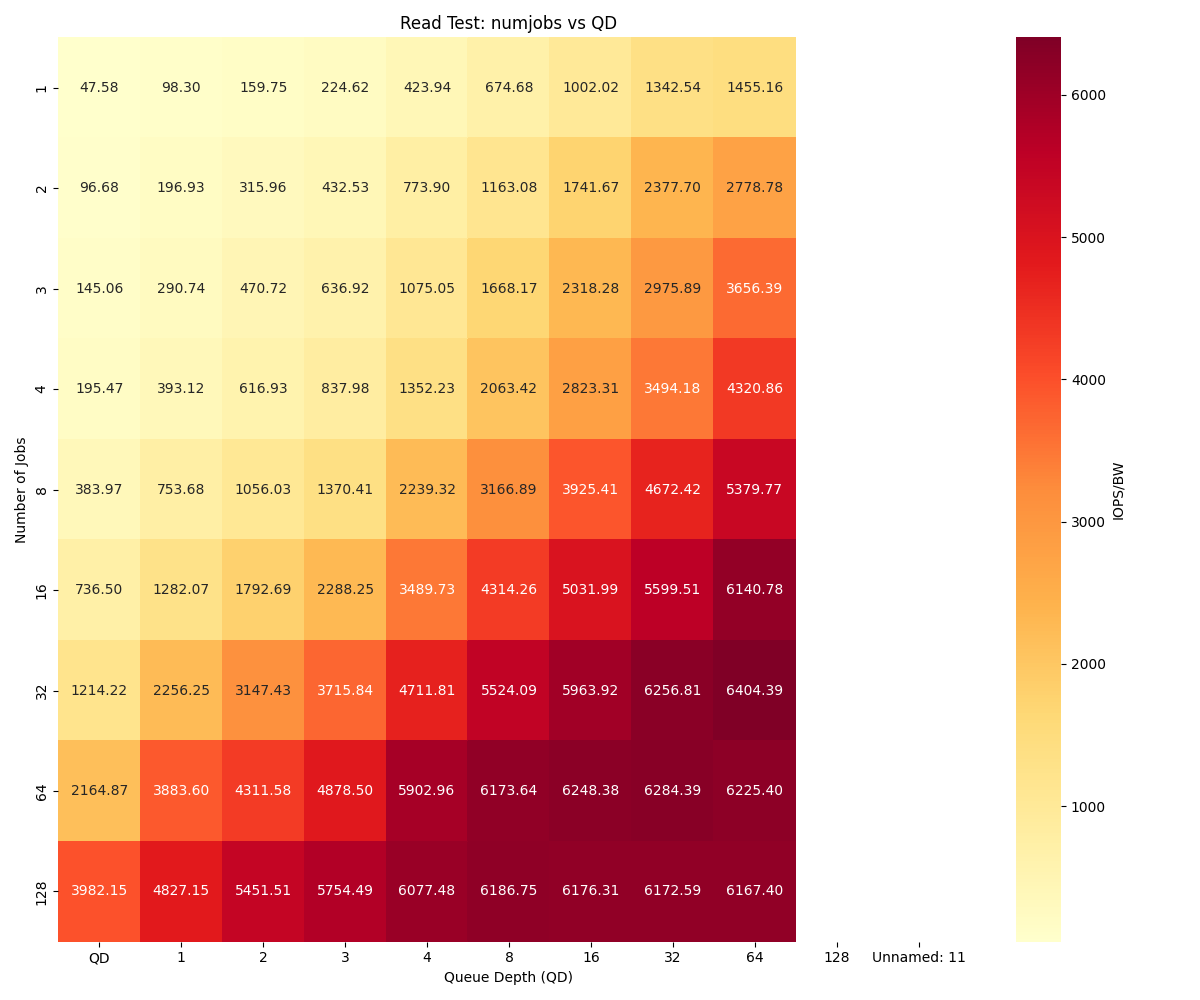 Read Test: numjobs vs QD
1 47.58 98.30 159.75 224.62 423.94 674.68 1002.02 1342.54 1455.16
2 96.68 196.93 315.96 432.53 773.90 1163.08 1741.67 2377.70 2778.78
3 145.06 290.74 470.72 636.92 1075.05 1668.17 2318.28 2975.89 3656.39
4 195.47 393.12 616.93 837.98 1352.23 2063.42 2823.31 3494.18 4320.86
8 383.97 753.68 1056.03 1370.41 2239.32 3166.89 3925.41 4672.42 5379.77
16 736.50 1282.07 1792.69 2288.25 3489.73 4314.26 5031.99 5599.51 6140.78
32 1214.22 2256.25 3147.43 3715.84 4711.81 5524.09 5963.92 6256.81 6404.39
64 2164.87 3883.60 4311.58 4878.50 5902.96 6173.64 6248.38 6284.39 6225.40
128 3982.15 4827.15 5451.51 5754.49 6077.48 6186.75 6176.31 6172.59 6167.40
QD 1 2 3 4 8 16 32 64 128 Unnamed: 11
Queue Depth (QD)
Number of Jobs
6000
5000
4000
3000
2000
1000
IOPS/BW